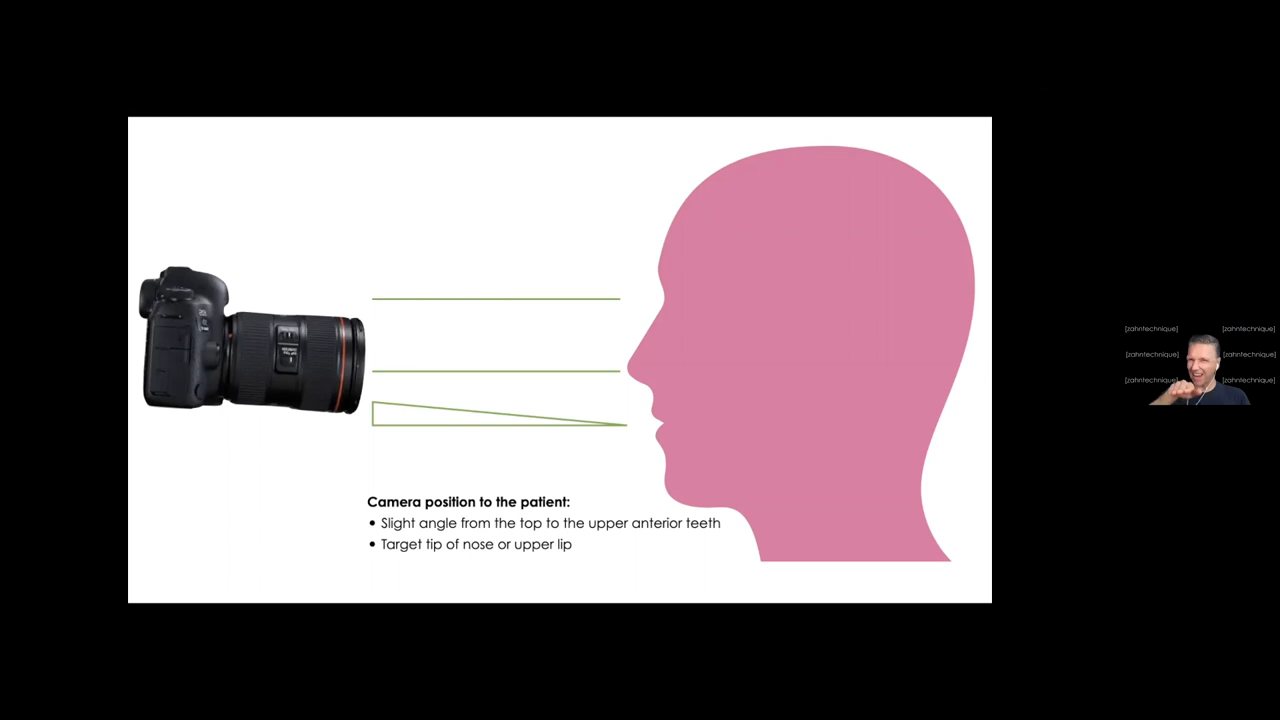 Camera position to the patient:
• Slight angle from the top to the upper anterior teeth
• Target tip of nose or upper lip
[zahntechnique] [zahntechnique]
[zahntechnique] [zahntechnique]
[zahntechnique] [zahntechnique]